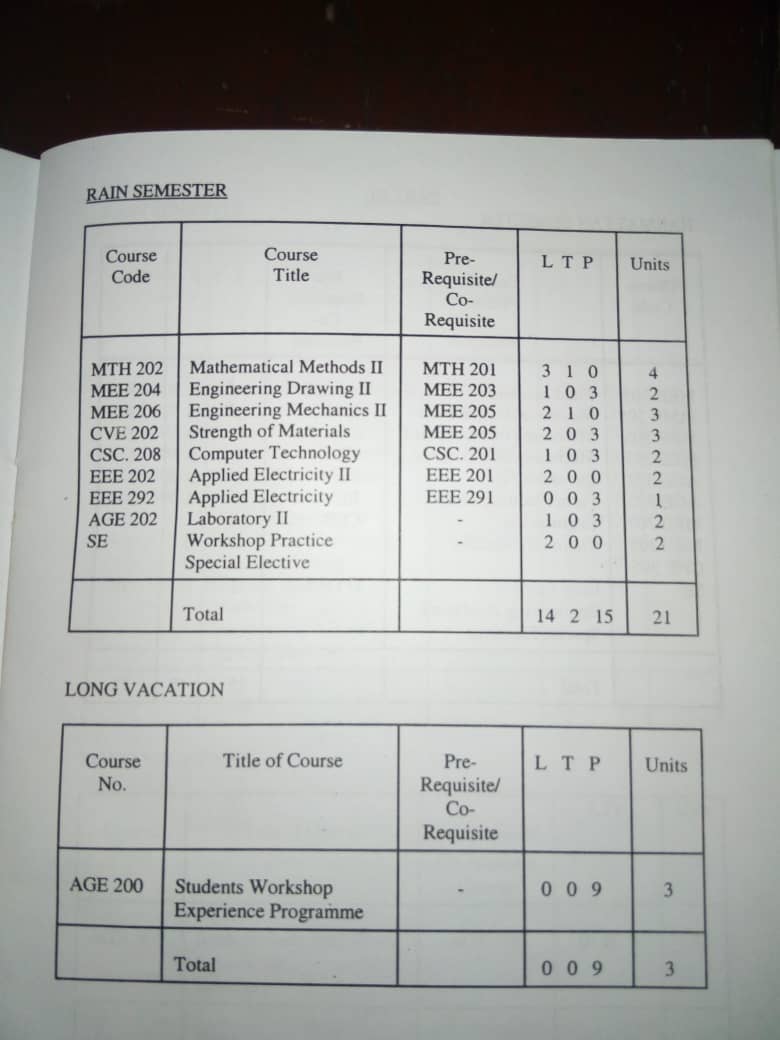 RAIN SEMESTER
Course Code | Course Title | Pre-Requisite/Co-Requisite | L T P | Units
MTH 202 | Mathematical Methods II | MTH 201 | 3 1 0 | 4
MEE 204 | Engineering Drawing II | MEE 203 | 1 0 3 | 2
MEE 206 | Engineering Mechanics II | MEE 205 | 2 1 0 | 3
CVE 202 | Strength of Materials | MEE 205 | 2 0 3 | 3
CSC. 208 | Computer Technology | CSC. 201 | 1 0 3 | 2
EEE 202 | Applied Electricity II | EEE 201 | 2 0 0 | 2
EEE 292 | Applied Electricity | EEE 291 | 0 0 3 | 1
AGE 202 | Laboratory II | - | 1 0 3 | 2
SE | Workshop Practice | - | 2 0 0 | 2
Special Elective
Total | 14 2 15 | 21
LONG VACATION
Course No. | Title of Course | Pre-Requisite/Co-Requisite | L T P | Units
AGE 200 | Students Workshop Experience Programme | - | 0 0 9 | 3
Total | 0 0 9 | 3